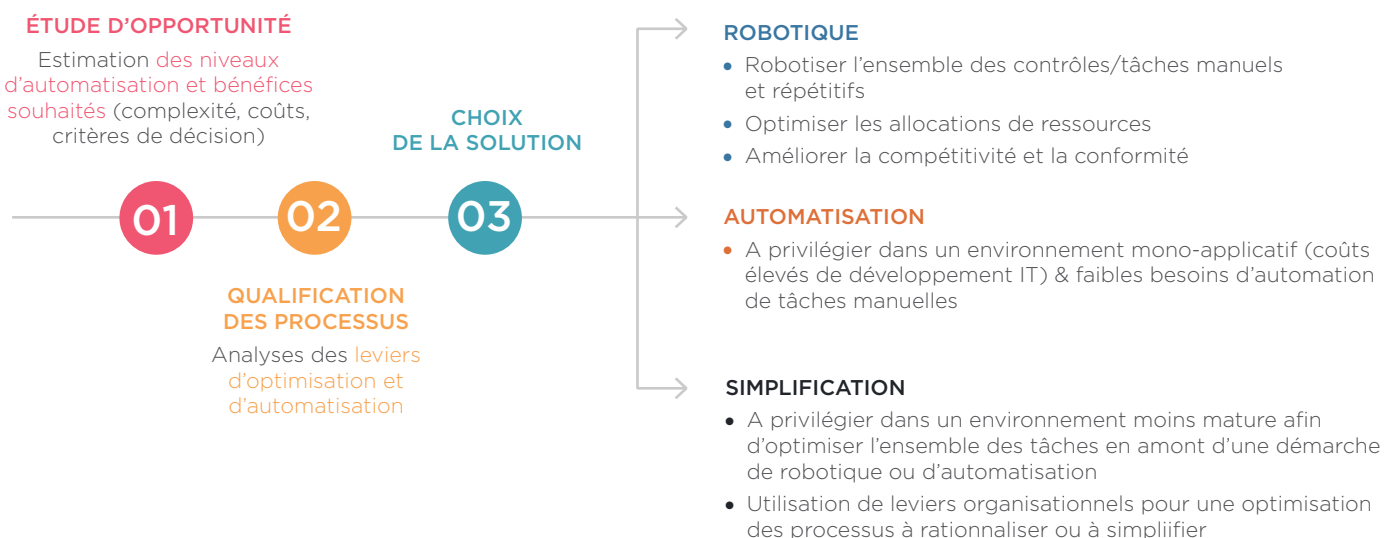 ÉTUDE D’OPPORTUNITÉ
Estimation des niveaux
d’automatisation et bénéfices
souhaités (complexité, coûts,
critères de décision)
01
02
QUALIFICATION
DES PROCESSUS
Analyses des leviers
d’optimisation et
d’automatisation
CHOIX
DE LA SOLUTION
03
ROBOTIQUE
• Robotiser l’ensemble des contrôles/tâches manuels
et répétitifs
• Optimiser les allocations de ressources
• Améliorer la compétitivité et la conformité
AUTOMATISATION
• A privilégier dans un environnement mono-applicatif (coûts
élevés de développement IT) & faibles besoins d’automation
de tâches manuelles
SIMPLIFICATION
• A privilégier dans un environnement moins mature afin
d’optimiser l’ensemble des tâches en amont d’une démarche
de robotique ou d’automatisation
• Utilisation de leviers organisationnels pour une optimisation
des processus à rationnaliser ou à simpliifier